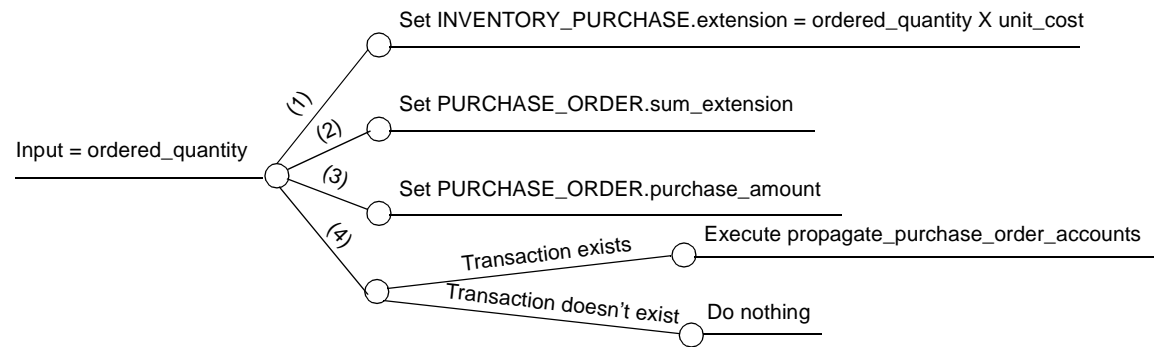 Set INVENTORY_PURCHASE.extension = ordered_quantity X unit_cost
(1)
Set PURCHASE_ORDER.sum_extension
(2)
Input = ordered_quantity
(3)
Set PURCHASE_ORDER.purchase_amount
(4)
Transaction exists
Execute propagate_purchase_order_accounts
Transaction doesn't exist
Do nothing